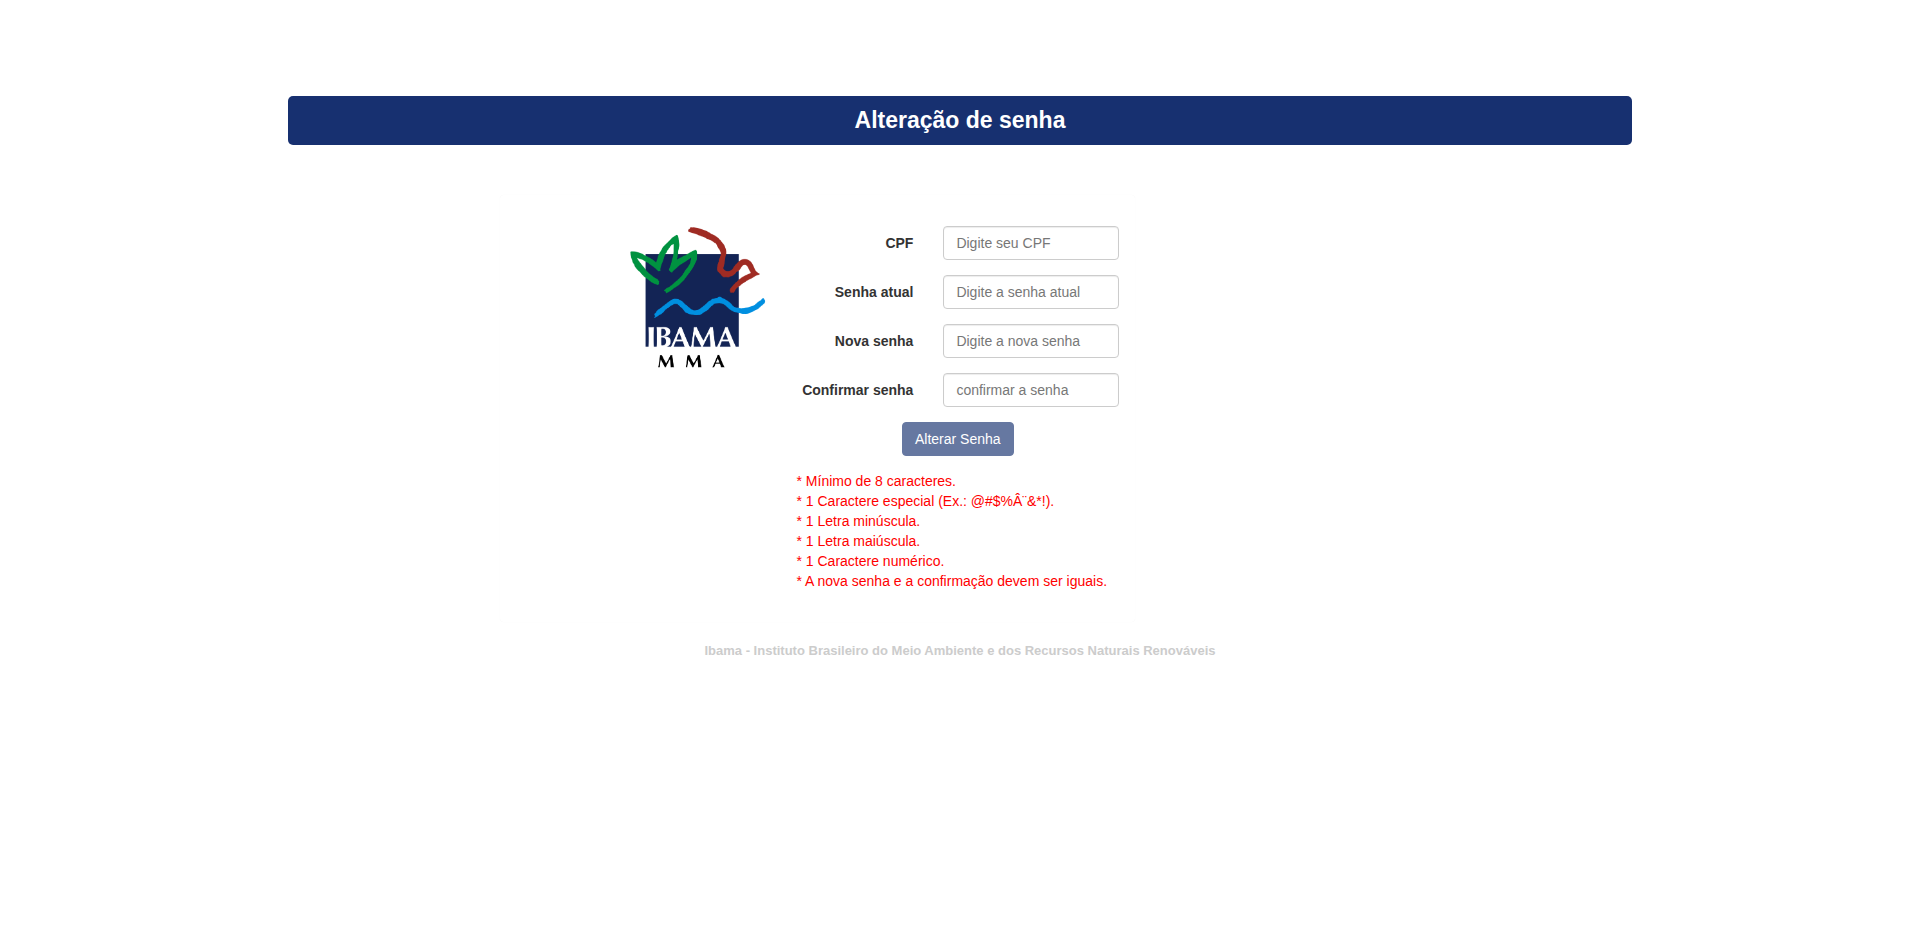 Alteração de senha
IBAMA
M M A
CPF
Digite seu CPF
Senha atual
Digite a senha atual
Nova senha
Digite a nova senha
Confirmar senha
confirmar a senha
Alterar Senha
* Mínimo de 8 caracteres.
* 1 Caractere especial (Ex.: @#$%Â¨&*!).
* 1 Letra minúscula.
* 1 Letra maiúscula.
* 1 Caractere numérico.
* A nova senha e a confirmação devem ser iguais.
Ibama - Instituto Brasileiro do Meio Ambiente e dos Recursos Naturais Renováveis